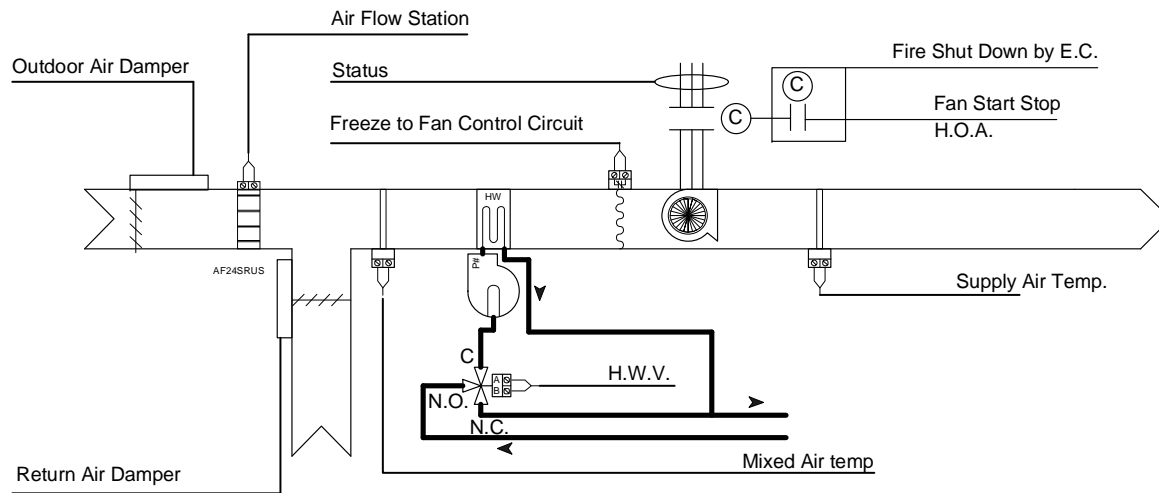 Air Flow Station
Outdoor Air Damper
Status
Fire Shut Down by E.C.
C
C
Fan Start Stop
H.O.A.
Freeze to Fan Control Circuit
HW
AF24SRUS
P#
Supply Air Temp.
C
A
B
H.W.V.
N.O.
N.C.
Mixed Air temp
Return Air Damper